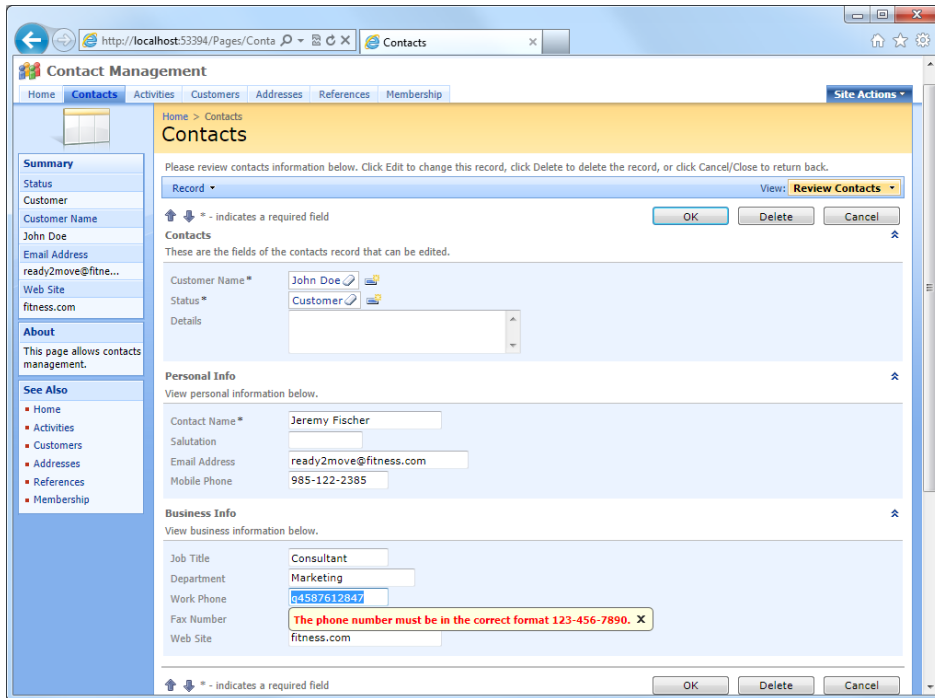 http://localhost:53394/Pages/Conta
Contacts
Contact Management
Home Contacts Activities Customers Addresses References Membership Site Actions
Home > Contacts
Contacts
Please review contacts information below. Click Edit to change this record, click Delete to delete the record, or click Cancel/Close to return back.
Record View: Review Contacts
* - indicates a required field OK Delete Cancel
Summary
Status
Customer
Customer Name
John Doe
Email Address
ready2move@fitne...
Web Site
fitness.com
About
This page allows contacts
management.
See Also
Home
Activities
Customers
Addresses
References
Membership
Contacts
These are the fields of the contacts record that can be edited.
Customer Name* John Doe
Status* Customer
Details
Personal Info
View personal information below.
Contact Name* Jeremy Fischer
Salutation
Email Address ready2move@fitness.com
Mobile Phone 985-122-2385
Business Info
View business information below.
Job Title Consultant
Department Marketing
Work Phone q4587612847
Fax Number The phone number must be in the correct format 123-456-7890. X
Web Site fitness.com
* - indicates a required field OK Delete Cancel